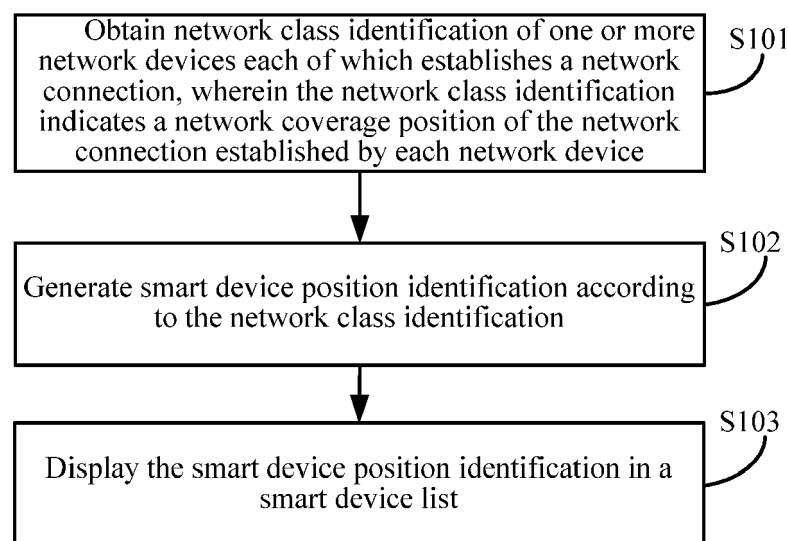 Obtain network class identification of one or more
S101
network devices each of which establishes a network
connection, wherein the network class identification
indicates a network coverage position of the network
connection established by each network device
S102
Generate smart device position identification according
to the network class identification
S103
Display the smart device position identification in a
smart device list